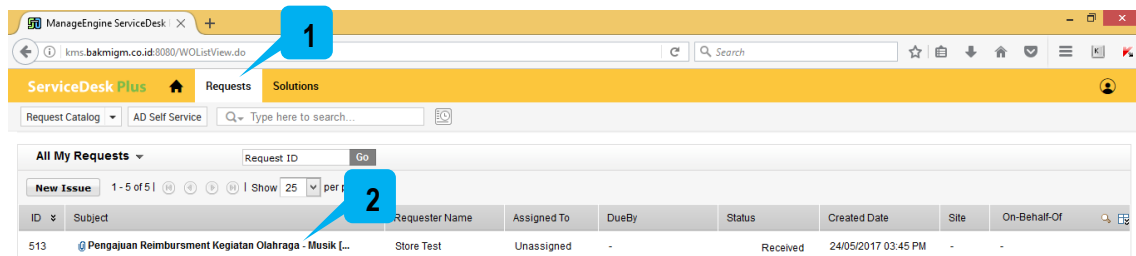 ManageEngine ServiceDesk
1
kms.bakmigm.co.id:8080/WOListView.do
Search
ServiceDesk Plus Requests Solutions
Request Catalog AD Self Service Type here to search...
All My Requests Request ID Go
New Issue 1 - 5 of 5 | Show 25 per
2
ID Subject Requester Name Assigned To DueBy Status Created Date Site On-Behalf-Of
513 Pengajuan Reimbursment Kegiatan Olahraga - Musik [... Store Test Unassigned - Received 24/05/2017 03:45 PM - -